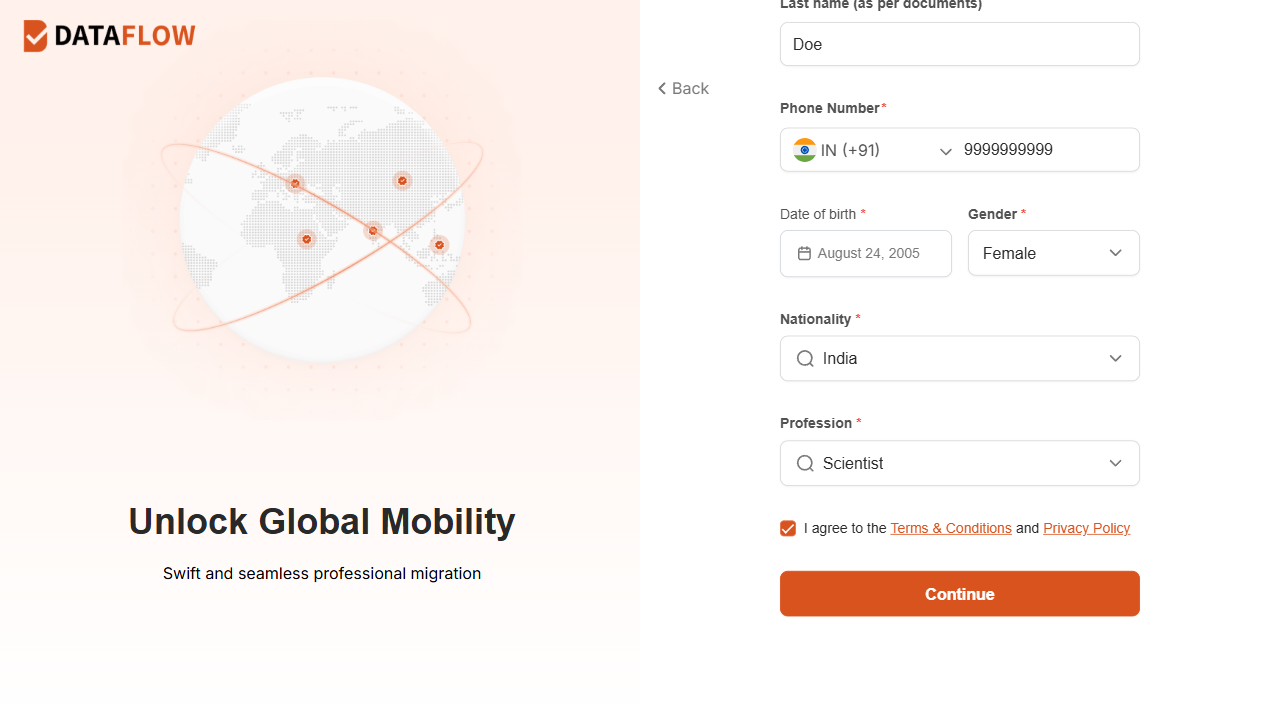 DATAFLOW
Unlock Global Mobility
Swift and seamless professional migration
Back
Last name (as per documents)
Doe
Phone Number*
IN (+91) 9999999999
Date of birth * Gender *
August 24, 2005 Female
Nationality *
India
Profession *
Scientist
I agree to the Terms & Conditions and Privacy Policy
Continue